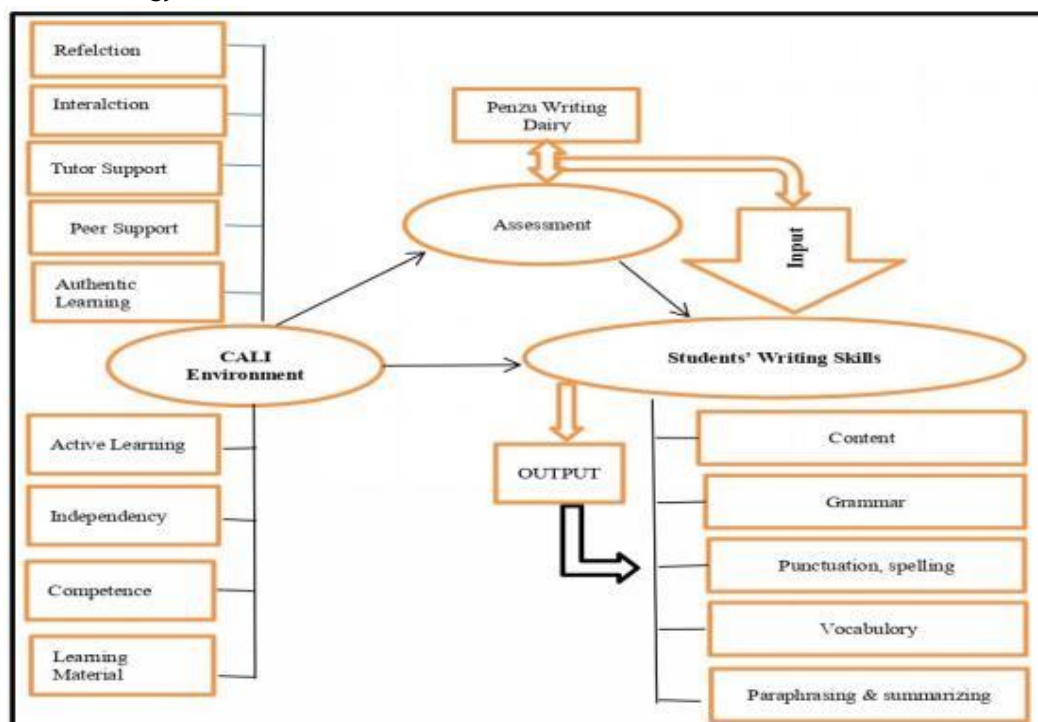 Refelction
Interalction
Tutor Support
Peer Support
Authentic
Learning
CALI
Environment
Active Learning
Independency
Competence
Learning
Material
Penzu Writing
Dairy
Assessment
Input
Students' Writing Skills
OUTPUT
Content
Grammar
Punctuation, spelling
Vocabulory
Paraphrasing & summarizing